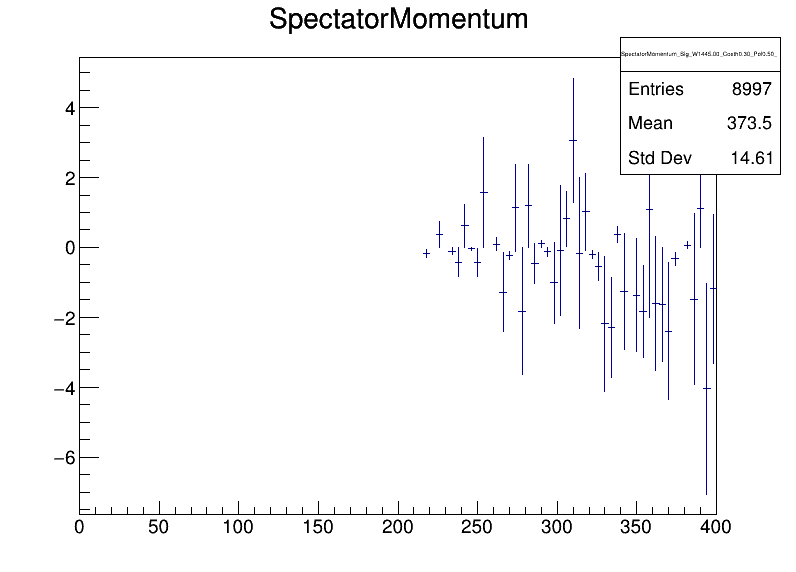 SpectatorMomentum
SpectatorMomentum_Sig_W1445.00_Costh0.30_Pol0.50_
Entries 8997
Mean 373.5
Std Dev 14.61
4
2
0
−2
−4
−6
0 50 100 150 200 250 300 350 400